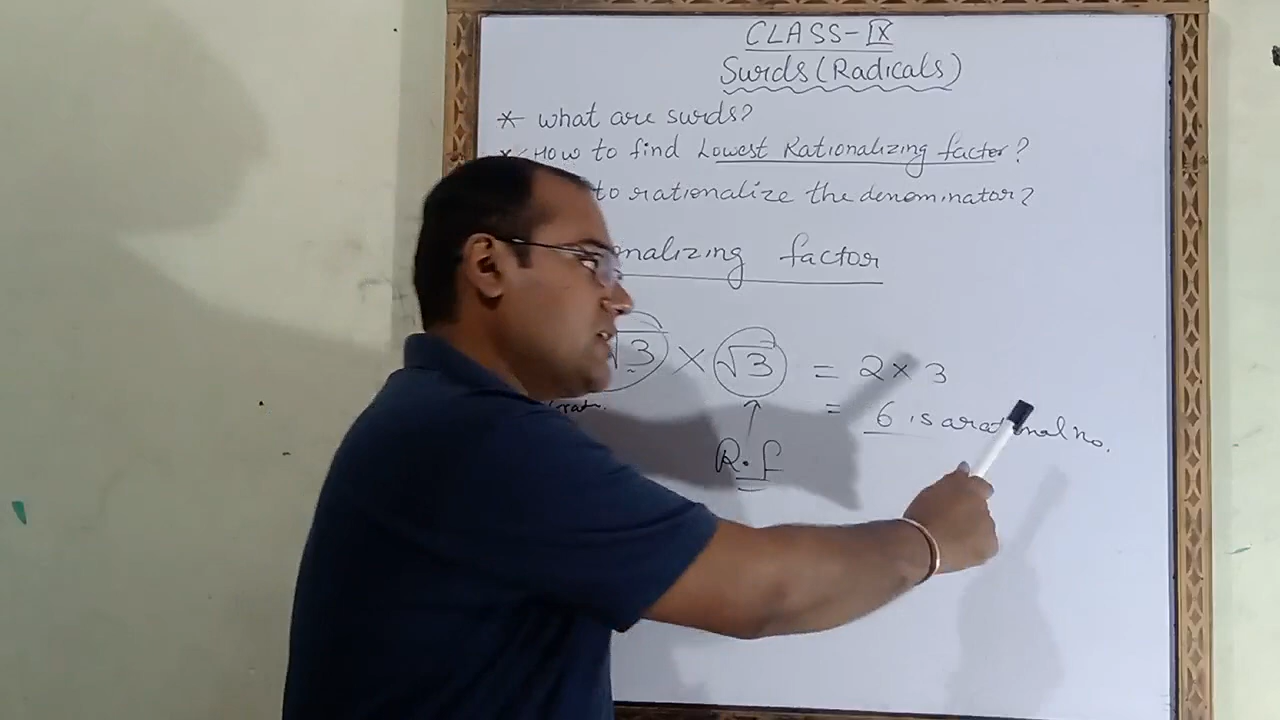 CLASS-IX
Surds (Radicals)
* what are surds?
* How to find Lowest Rationalizing factor?
to rationalize the denominator?
onalizing factor
√3 × √3 = 2 × 3
= 6 is a rational no.
R.f